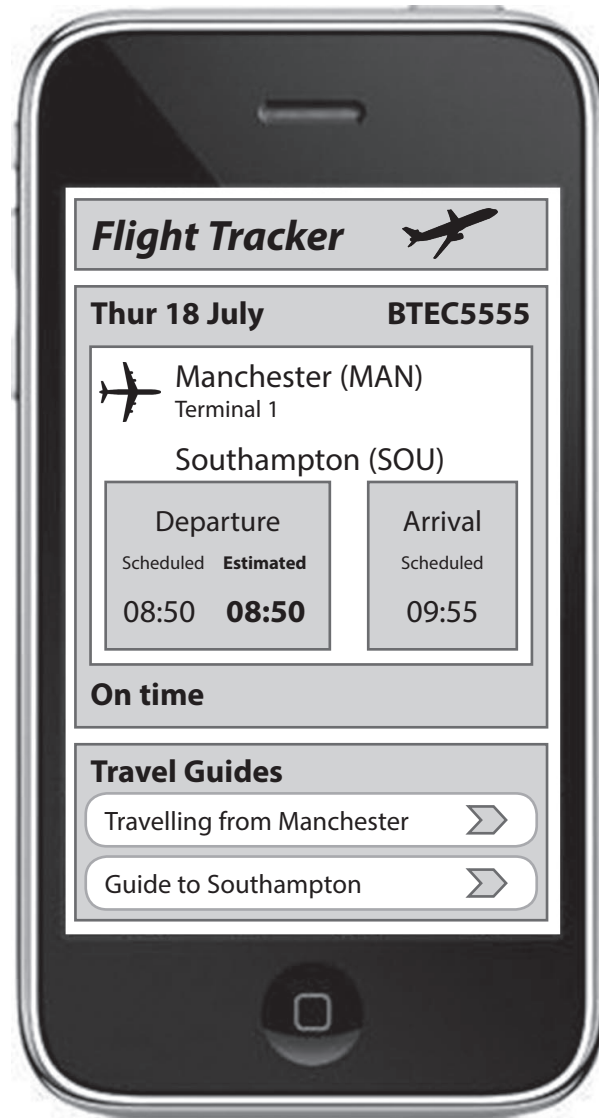 Flight Tracker
Thur 18 July BTEC5555
Manchester (MAN)
Terminal 1
Southampton (SOU)
Departure
Scheduled Estimated
08:50 08:50
Arrival
Scheduled
09:55
On time
Travel Guides
Travelling from Manchester
Guide to Southampton